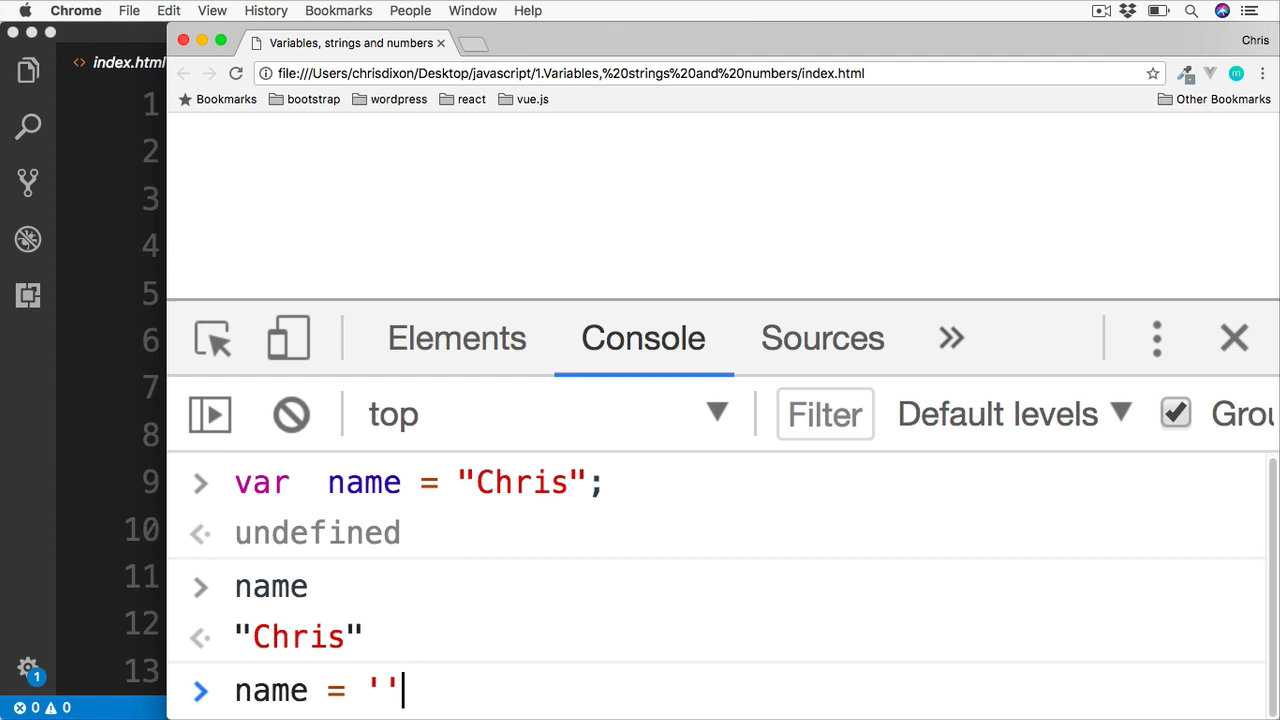 Chrome File Edit View History Bookmarks People Window Help
Variables, strings and numbers
Chris
index.html
file:///Users/chrisdixon/Desktop/javascript/1.Variables,%20strings%20and%20numbers/index.html
Bookmarks bootstrap wordpress react vue.js Other Bookmarks
1
2
3
4
5
6
7
8
9
10
11
12
13
Elements Console Sources
top Filter Default levels Grou
var  name = "Chris";
undefined
name
"Chris"
name = ''
m
1
0 0